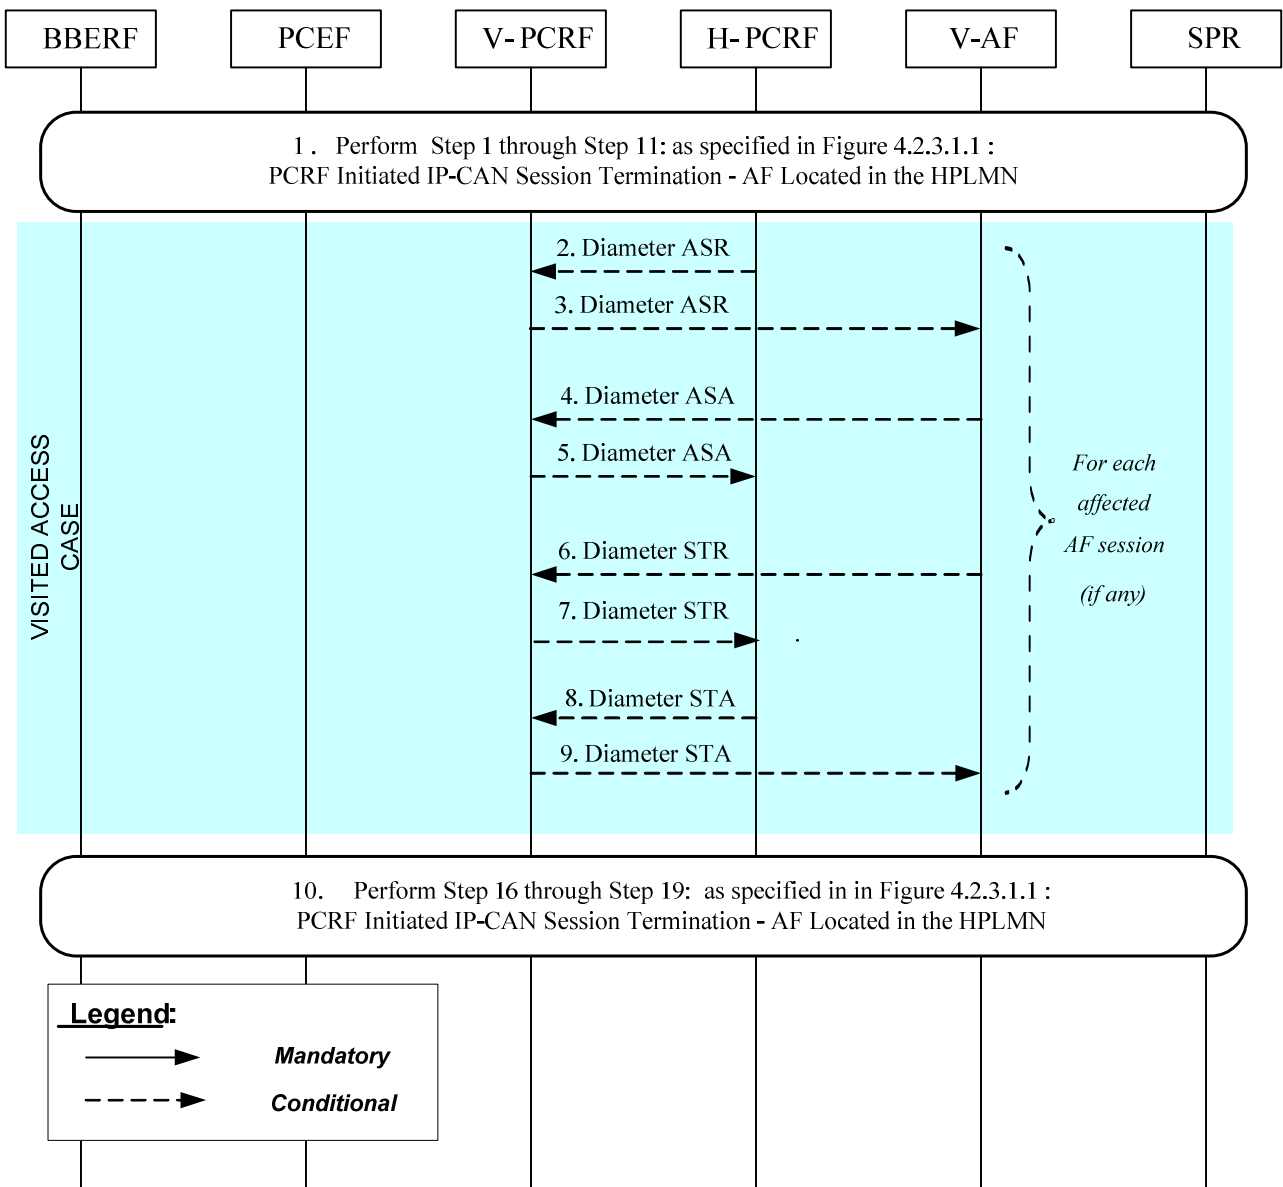 BBERF
PCEF
V-PCRF
H-PCRF
V-AF
SPR
1. Perform Step 1 through Step 11: as specified in Figure 4.2.3.1.1 :
PCRF Initiated IP-CAN Session Termination - AF Located in the HPLMN
VISITED ACCESS
CASE
2. Diameter ASR
3. Diameter ASR
4. Diameter ASA
5. Diameter ASA
6. Diameter STR
7. Diameter STR
8. Diameter STA
9. Diameter STA
For each
affected
AF session
(if any)
10. Perform Step 16 through Step 19: as specified in in Figure 4.2.3.1.1 :
PCRF Initiated IP-CAN Session Termination - AF Located in the HPLMN
Legend:
Mandatory
Conditional